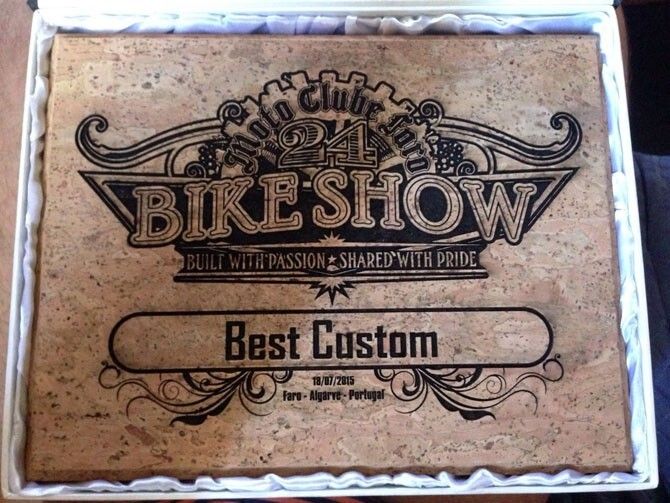 Moto Clube Faro
24
BIKE SHOW
BUILT WITH PASSION ★ SHARED WITH PRIDE
Best Custom
18/07/2015
Faro - Algarve - Portugal